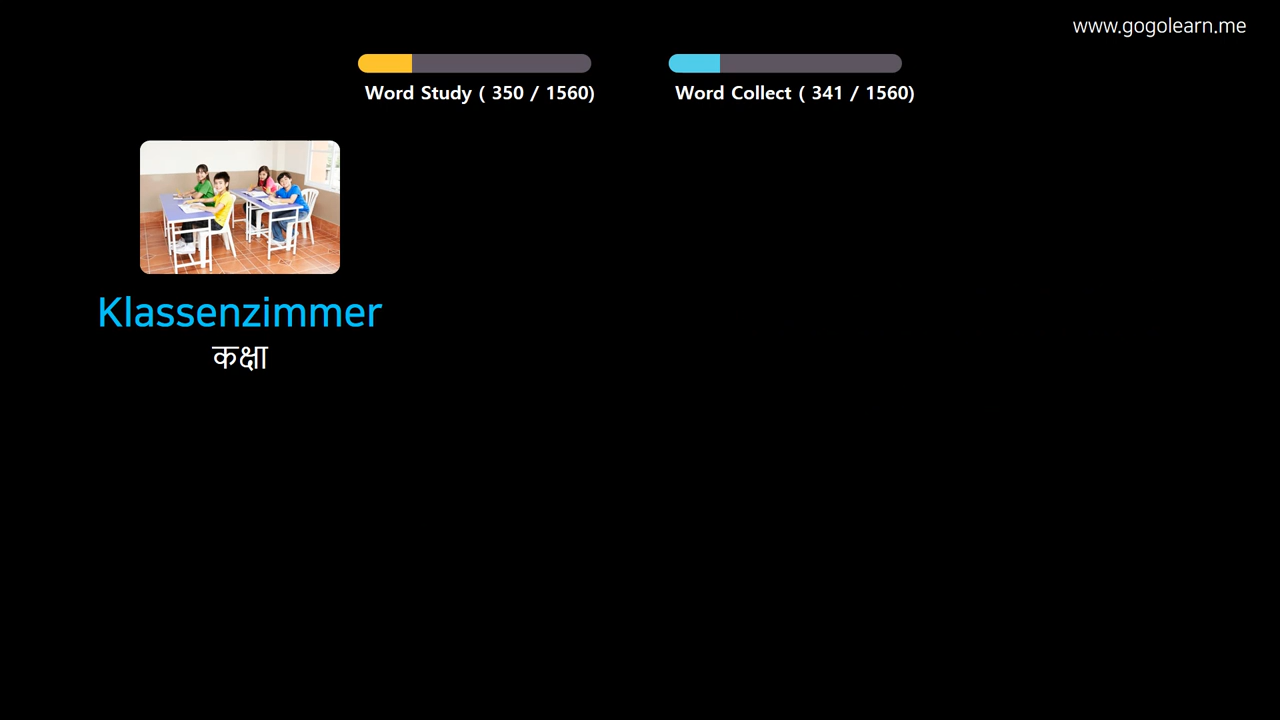 www.gogolearn.me
Word Study ( 350 / 1560)
Word Collect ( 341 / 1560)
Klassenzimmer
कक्षा